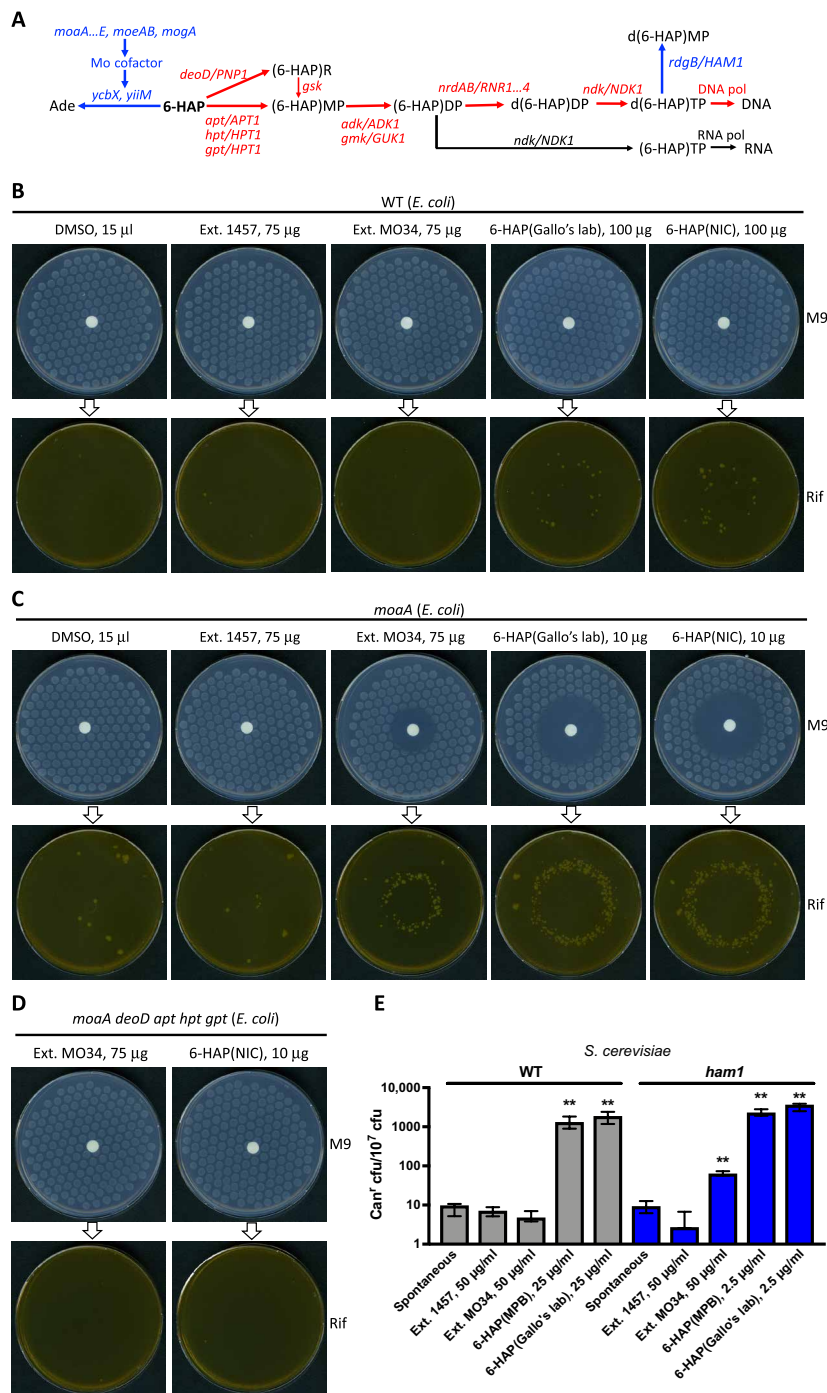 A
moaA...E, moeAB, mogA
Mo cofactor
ycbX, yiiM
Ade
6-HAP
deoD/PNP1
(6-HAP)R
gsk
apt/APT1
hpt/HPT1
gpt/HPT1
(6-HAP)MP
adk/ADK1
gmk/GUK1
(6-HAP)DP
nrdAB/RNR1...4
d(6-HAP)DP
ndk/NDK1
d(6-HAP)TP
DNA pol
DNA
d(6-HAP)MP
rdgB/HAM1
ndk/NDK1
(6-HAP)TP
RNA pol
RNA
B
WT (E. coli)
DMSO, 15 µl
Ext. 1457, 75 µg
Ext. MO34, 75 µg
6-HAP(Gallo's lab), 100 µg
6-HAP(NIC), 100 µg
M9
Rif
C
moaA (E. coli)
DMSO, 15 µl
Ext. 1457, 75 µg
Ext. MO34, 75 µg
6-HAP(Gallo's lab), 10 µg
6-HAP(NIC), 10 µg
M9
Rif
D
moaA deoD apt hpt gpt (E. coli)
Ext. MO34, 75 µg
6-HAP(NIC), 10 µg
M9
Rif
E
S. cerevisiae
WT
ham1
Can^r cfu/10^7 cfu
10,000
1000
100
10
1
**
**
**
**
**
Spontaneous
Ext. 1457, 50 µg/ml
Ext. MO34, 50 µg/ml
6-HAP(MPB), 25 µg/ml
6-HAP(Gallo's lab), 25 µg/ml
Spontaneous
Ext. 1457, 50 µg/ml
Ext. MO34, 50 µg/ml
6-HAP(MPB), 2.5 µg/ml
6-HAP(Gallo's lab), 2.5 µg/ml